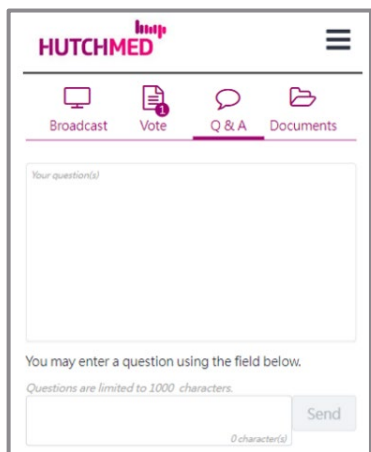 HUTCHMED
Broadcast Vote 1 Q & A Documents
Your question(s)
You may enter a question using the field below.
Questions are limited to 1000 characters.
Send
0 character(s)